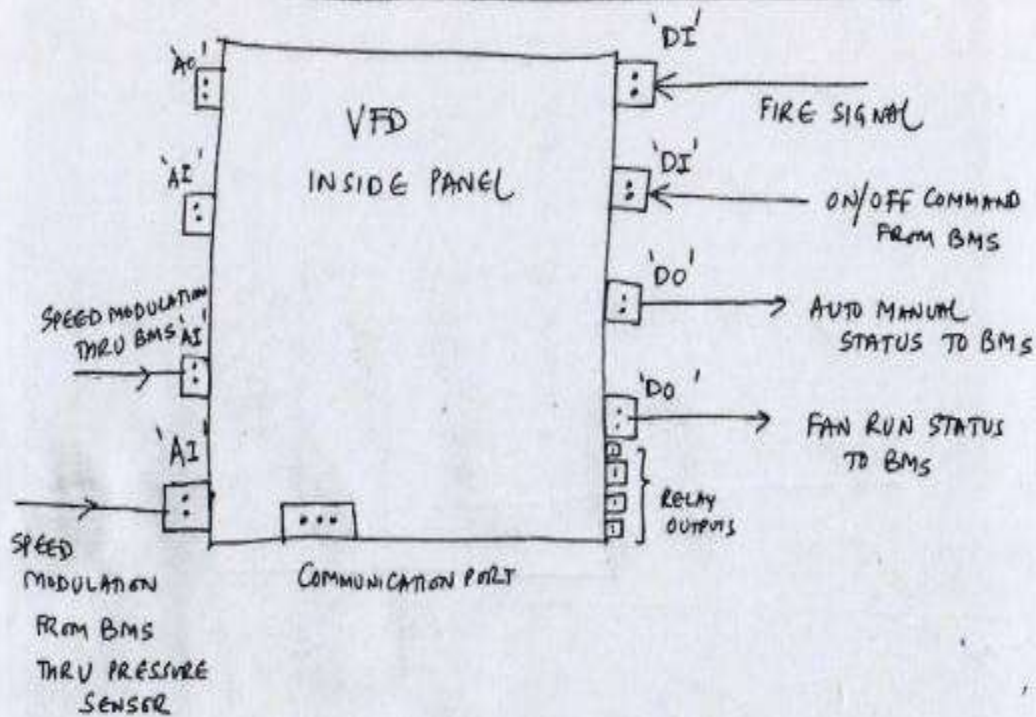 'AO'
'DI'
VFD
INSIDE PANEL
FIRE SIGNAL
'AI'
'DI'
ON/OFF COMMAND
FROM BMS
SPEED MODULATION
THRU BMS 'AI'
'DO'
AUTO MANUAL
STATUS TO BMS
'AI'
'DO'
FAN RUN STATUS
TO BMS
RELAY
OUTPUTS
COMMUNICATION PORT
SPEED
MODULATION
FROM BMS
THRU PRESSURE
SENSOR